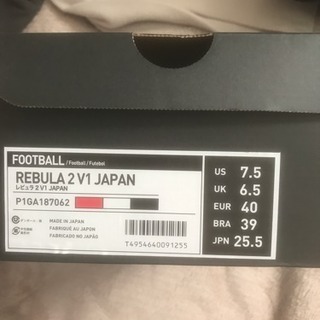 FOOTBALL / Football / Futebol
REBULA 2 V1 JAPAN
レビュラ 2 V1 JAPAN
P1GA187062
MADE IN JAPAN
FABRIQUÉ AU JAPON
FABRICADO NO JAPÃO
T4954640091255
US 7.5
UK 6.5
EUR 40
BRA 39
JPN 25.5